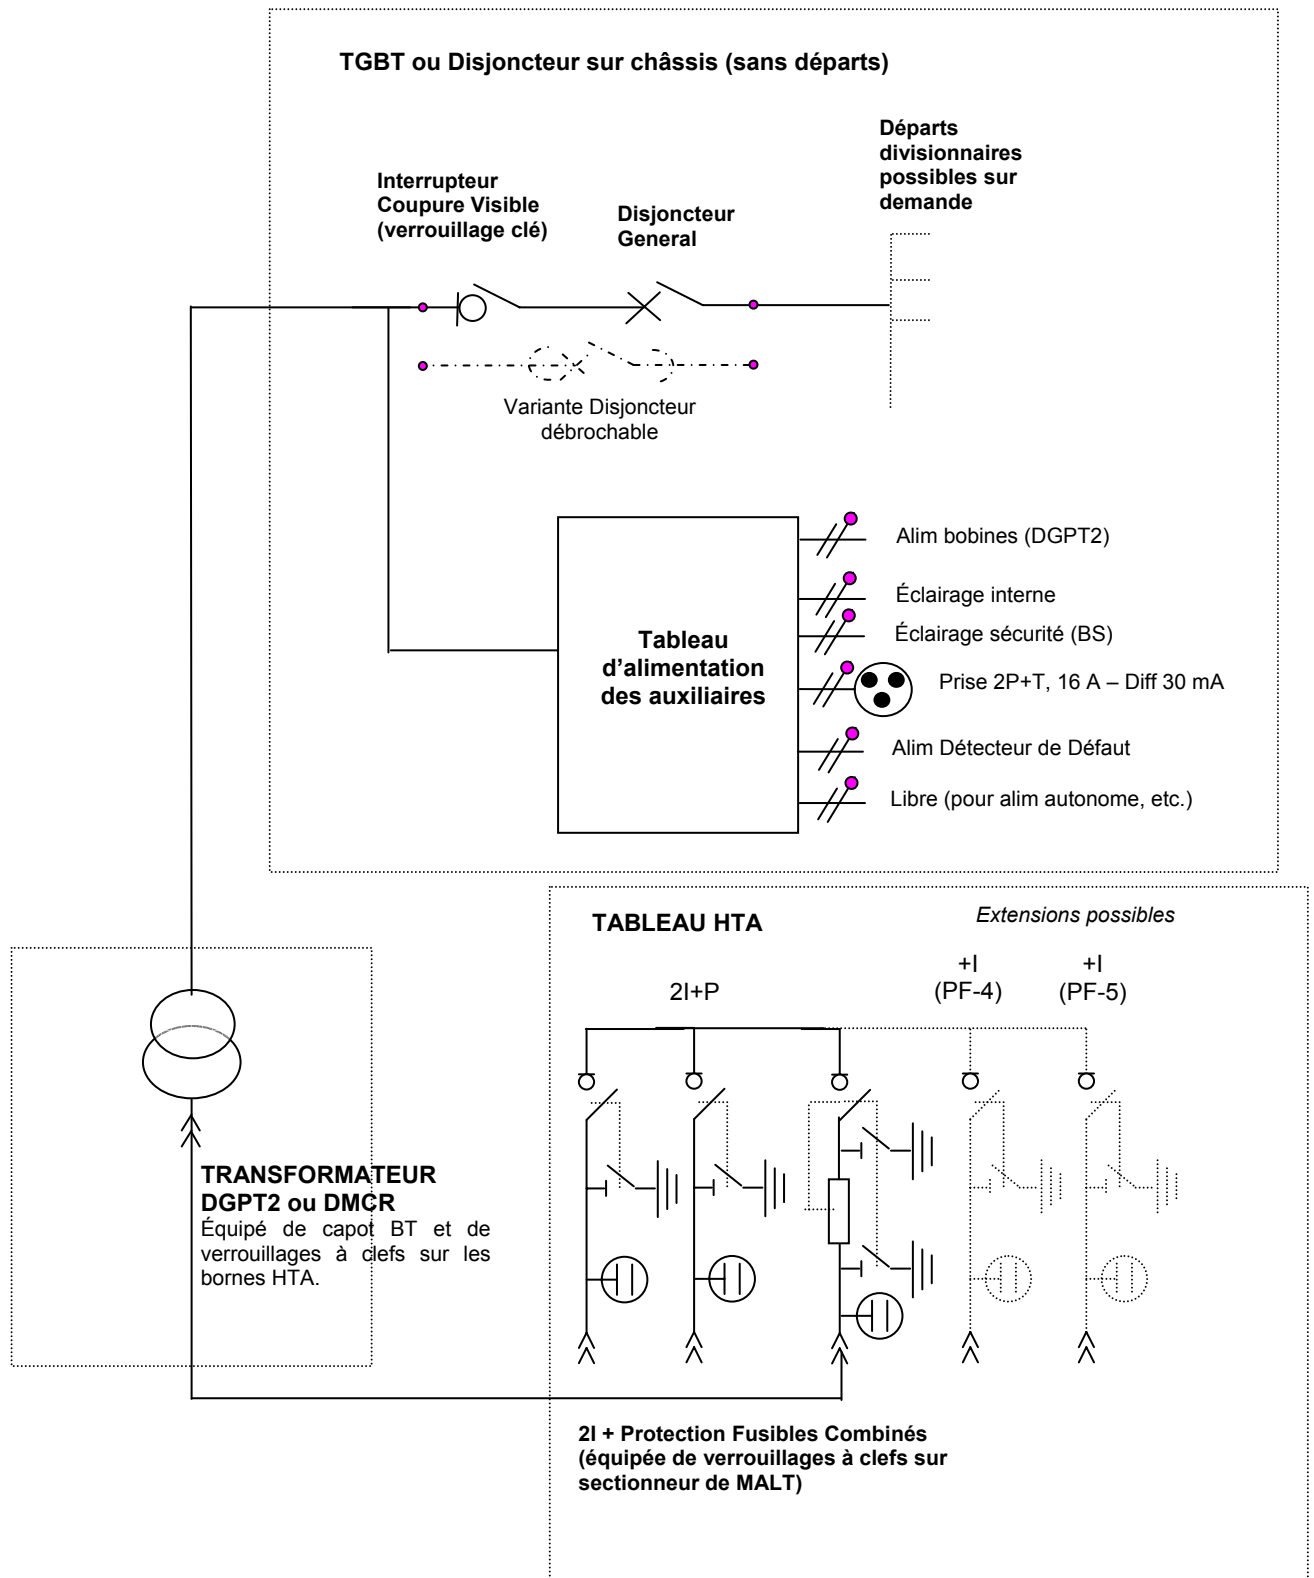 TGBT ou Disjoncteur sur châssis (sans départs)
Départs
divisionnaires
possibles sur
demande
Interrupteur
Coupure Visible
(verrouillage clé)
Disjoncteur
General
Variante Disjoncteur
débrochable
Tableau
d’alimentation
des auxiliaires
Alim bobines (DGPT2)
Éclairage interne
Éclairage sécurité (BS)
Prise 2P+T, 16 A – Diff 30 mA
Alim Détecteur de Défaut
Libre (pour alim autonome, etc.)
TABLEAU HTA
Extensions possibles
2I+P
+I
(PF-4)
+I
(PF-5)
TRANSFORMATEUR
DGPT2 ou DMCR
Équipé de capot BT et de
verrouillages à clefs sur les
bornes HTA.
2I + Protection Fusibles Combinés
(équipée de verrouillages à clefs sur
sectionneur de MALT)